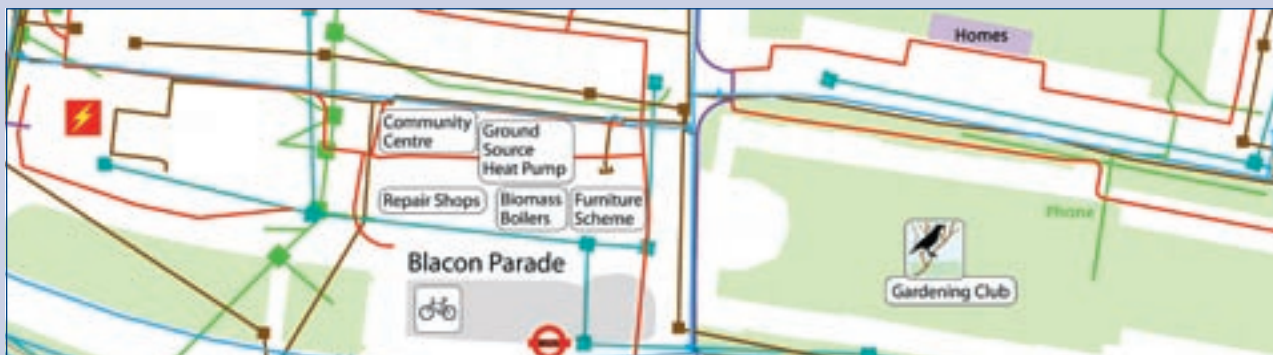 Homes
Community
Centre
Ground
Source
Heat Pump
Repair Shops
Biomass
Boilers
Furniture
Scheme
Phone
Blacon Parade
Gardening Club